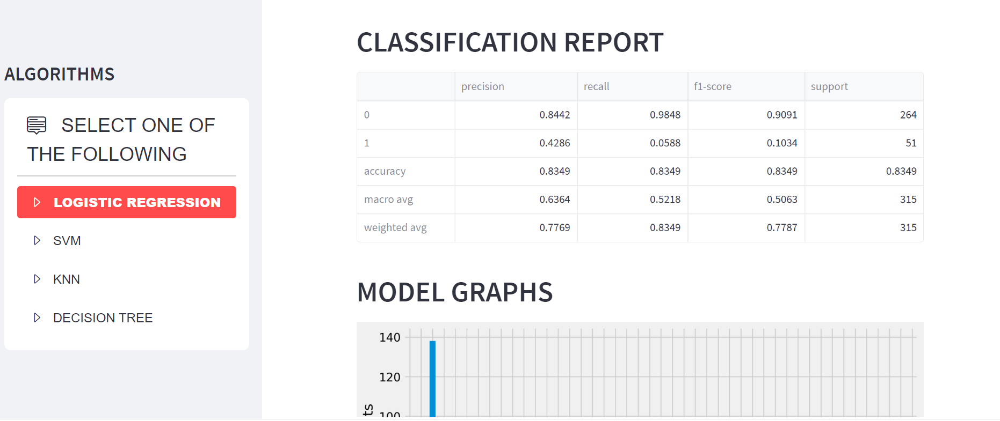 ALGORITHMS
SELECT ONE OF
THE FOLLOWING
LOGISTIC REGRESSION
SVM
KNN
DECISION TREE
CLASSIFICATION REPORT
precision recall f1-score support
0 0.8442 0.9848 0.9091 264
1 0.4286 0.0588 0.1034 51
accuracy 0.8349 0.8349 0.8349 0.8349
macro avg 0.6364 0.5218 0.5063 315
weighted avg 0.7769 0.8349 0.7787 315
MODEL GRAPHS
140
120
100
ts